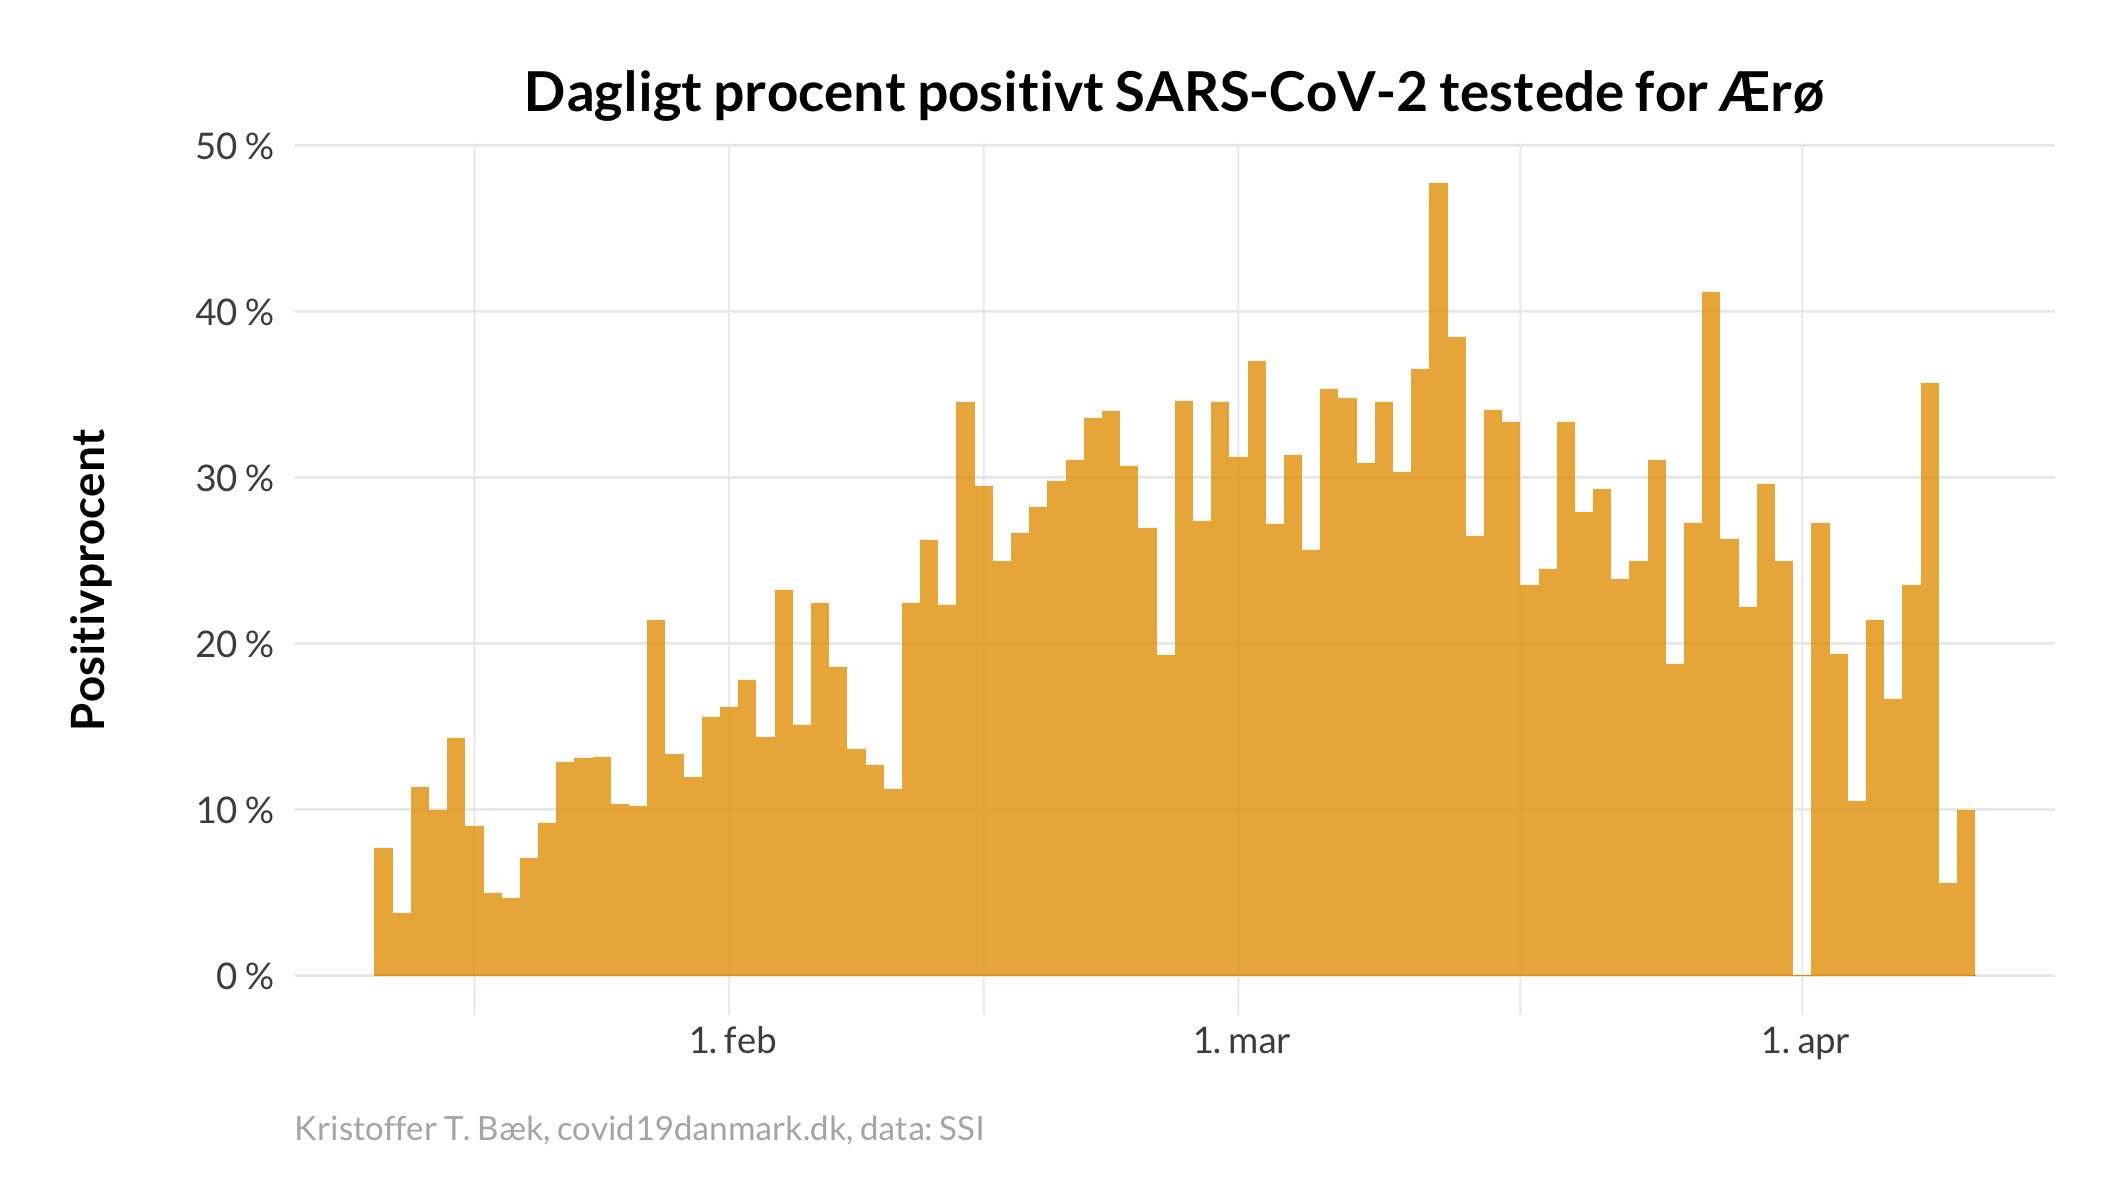 Dagligt procent positivt SARS-CoV-2 testede for Ærø
Positivprocent
50 %
40 %
30 %
20 %
10 %
0 %
1. feb
1. mar
1. apr
Kristoffer T. Bæk, covid19danmark.dk, data: SSI